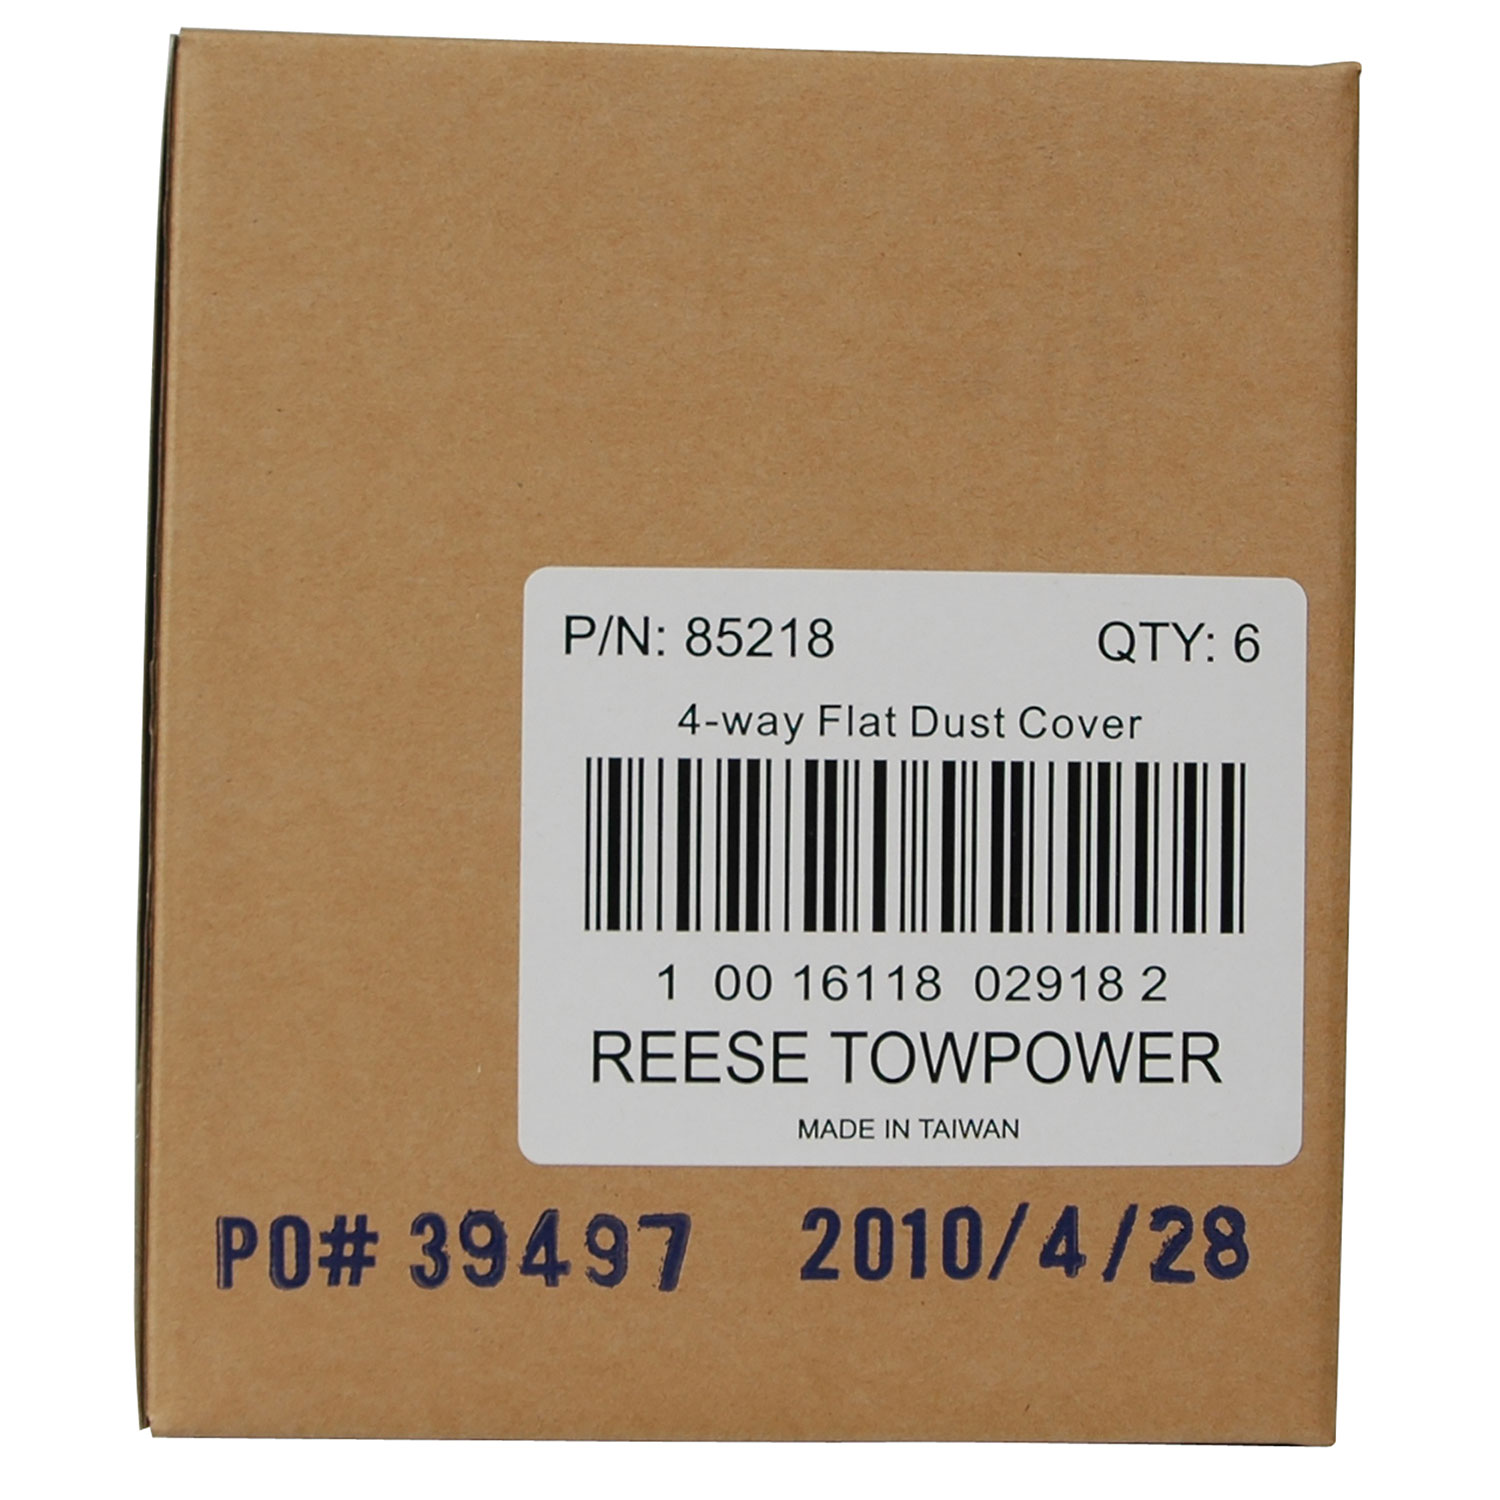 P/N: 85218 QTY: 6
4-way Flat Dust Cover
1 00 16118 02918 2
REESE TOWPOWER
MADE IN TAIWAN
PO# 39497 2010/4/28